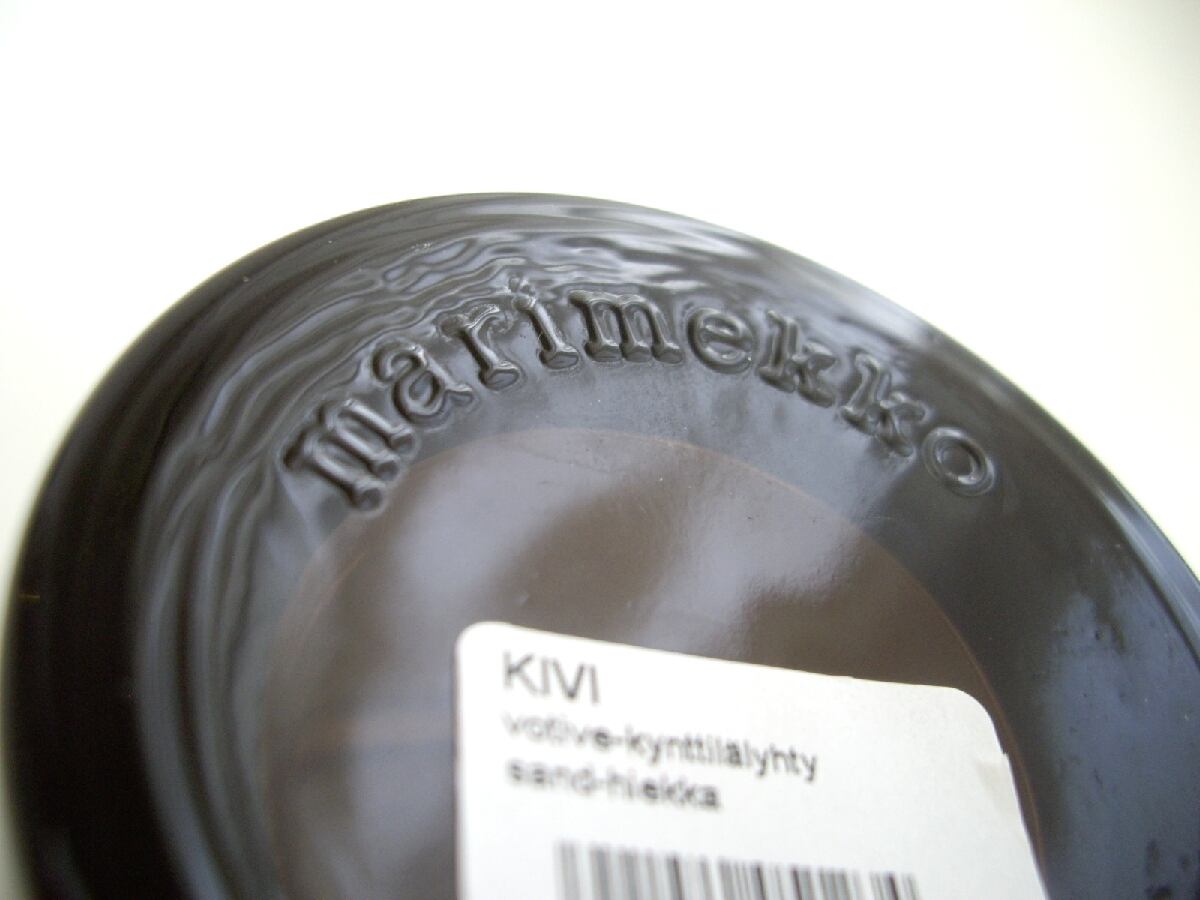 marimekko
KIVI
votive-kynttilälyhty
sand-hiekka